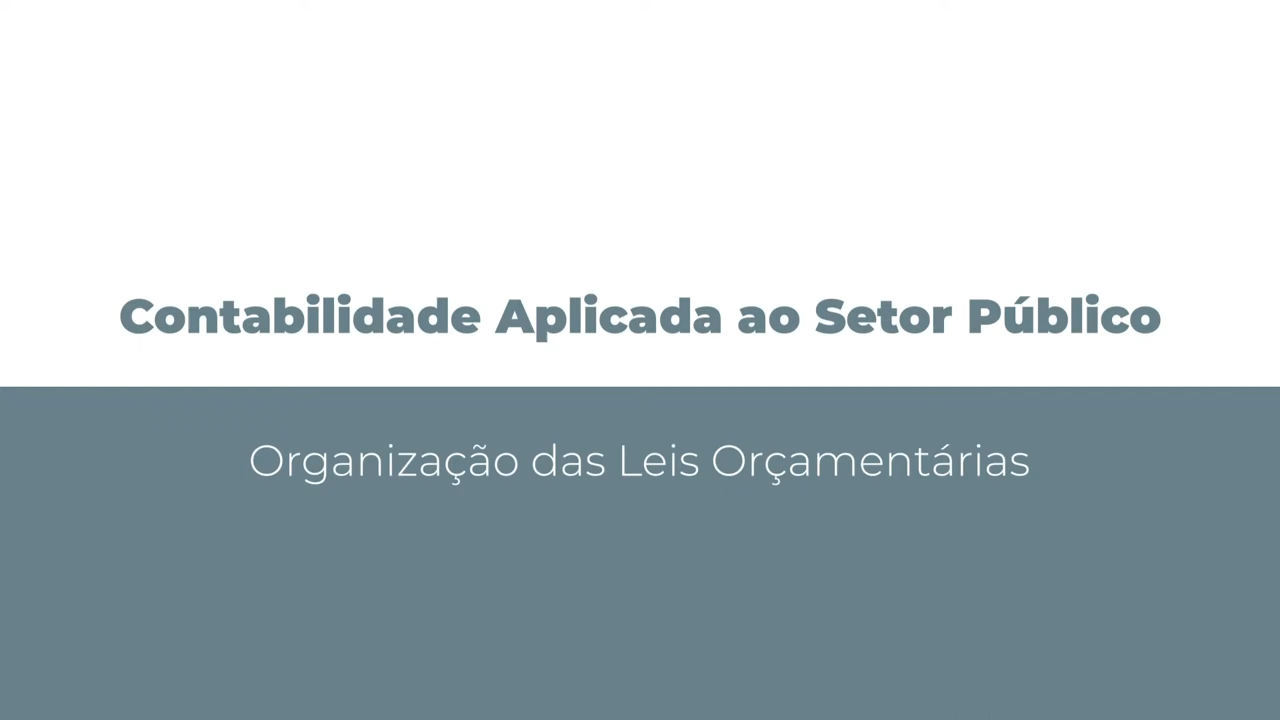 Contabilidade Aplicada ao Setor Público
Organização das Leis Orçamentárias